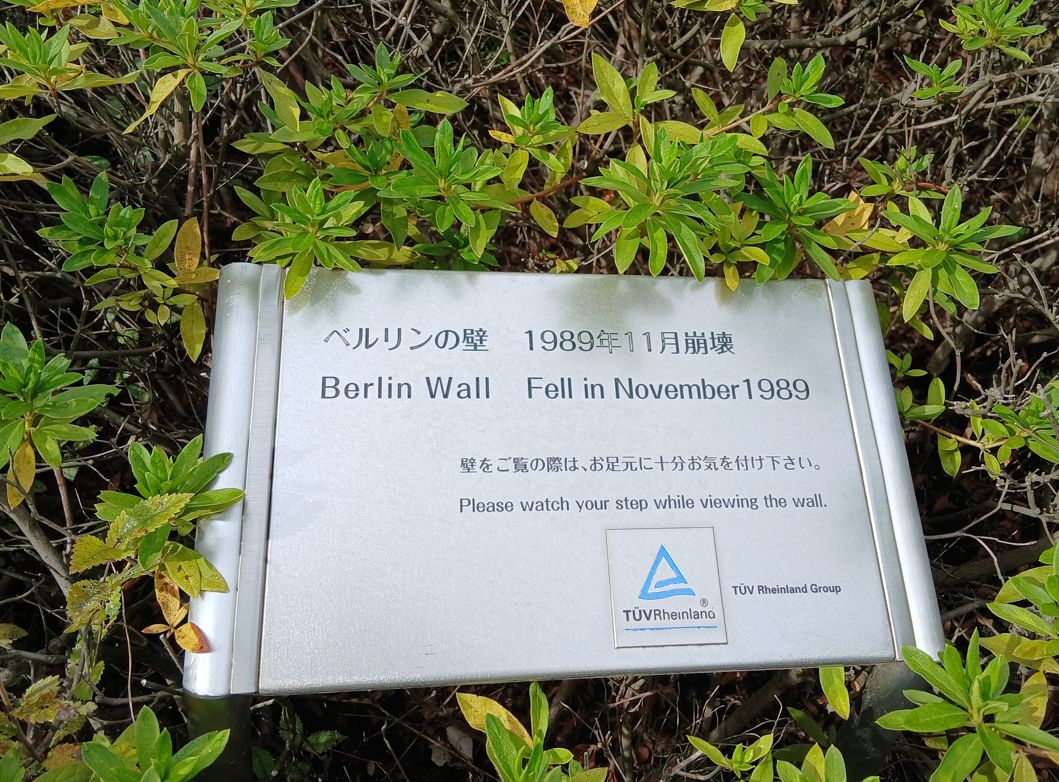 ベルリンの壁 1989年11月崩壊
Berlin Wall Fell in November1989
壁をご覧の際は、お足元に十分お気を付け下さい。
Please watch your step while viewing the wall.
TÜVRheinland®
TÜV Rheinland Group